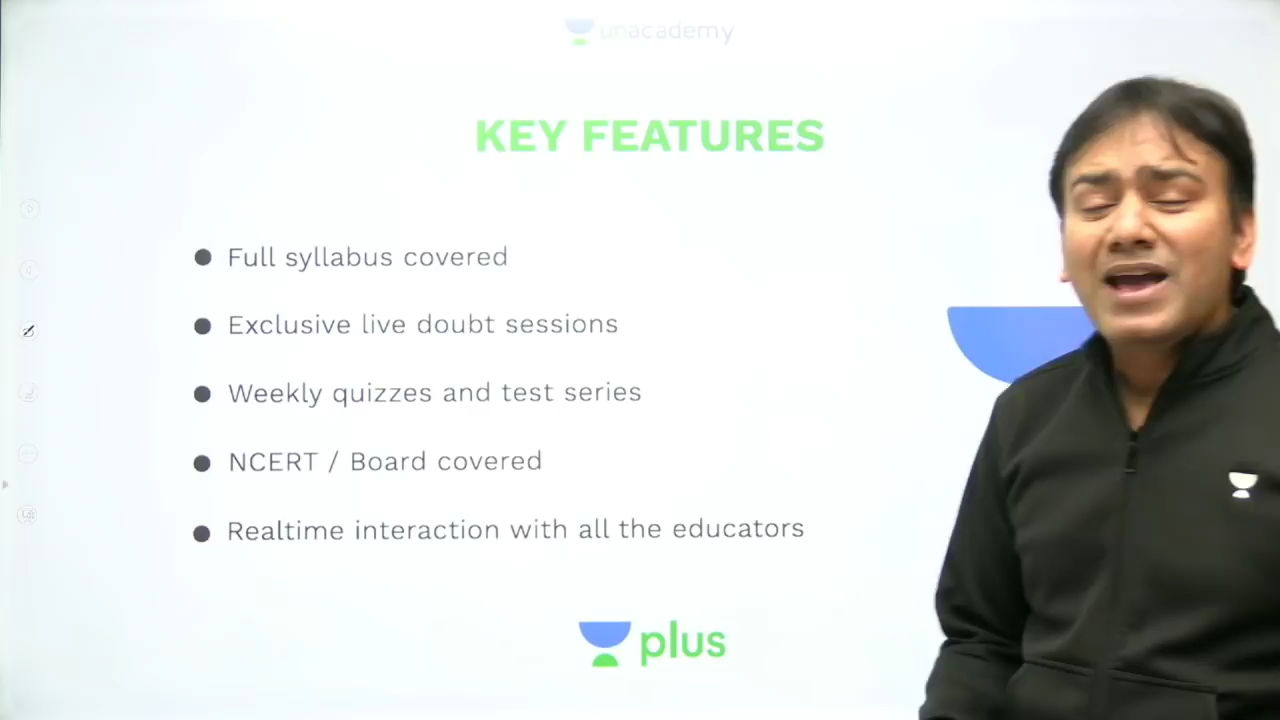 unacademy
KEY FEATURES
Full syllabus covered
Exclusive live doubt sessions
Weekly quizzes and test series
NCERT / Board covered
Realtime interaction with all the educators
plus